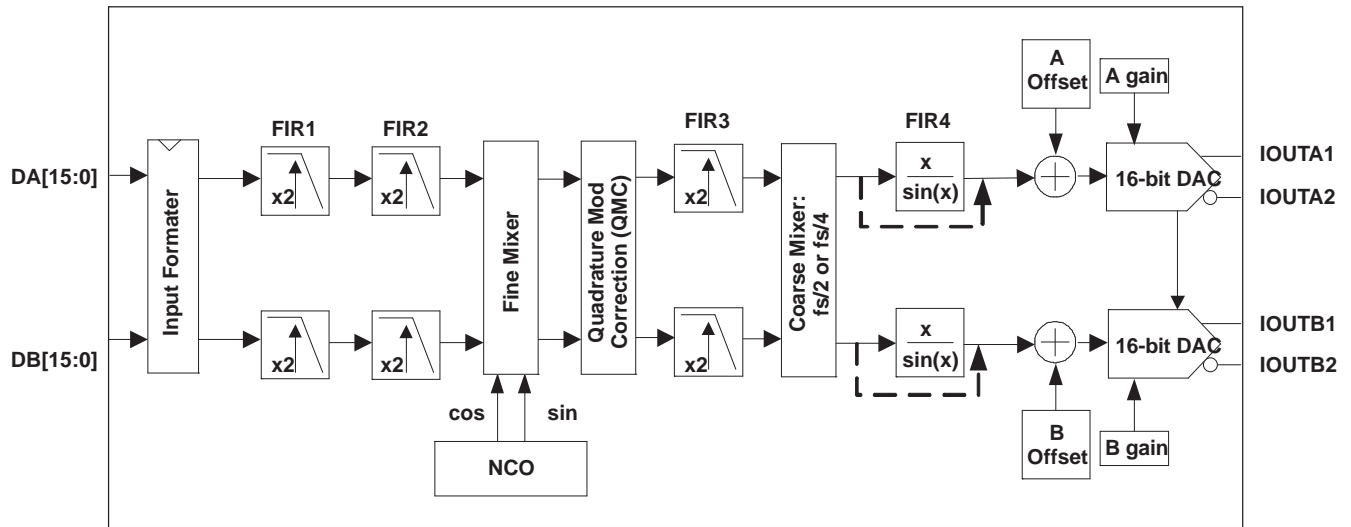 A
Offset
A gain
FIR1
FIR2
FIR3
FIR4
DA[15:0]
x2
x2
x2
x
sin(x)
16-bit DAC
IOUTA1
IOUTA2
Input Formater
Fine Mixer
Quadrature Mod
Correction (QMC)
Coarse Mixer:
fs/2 or fs/4
DB[15:0]
x2
x2
x2
x
sin(x)
16-bit DAC
IOUTB1
IOUTB2
cos
sin
NCO
B
Offset
B gain